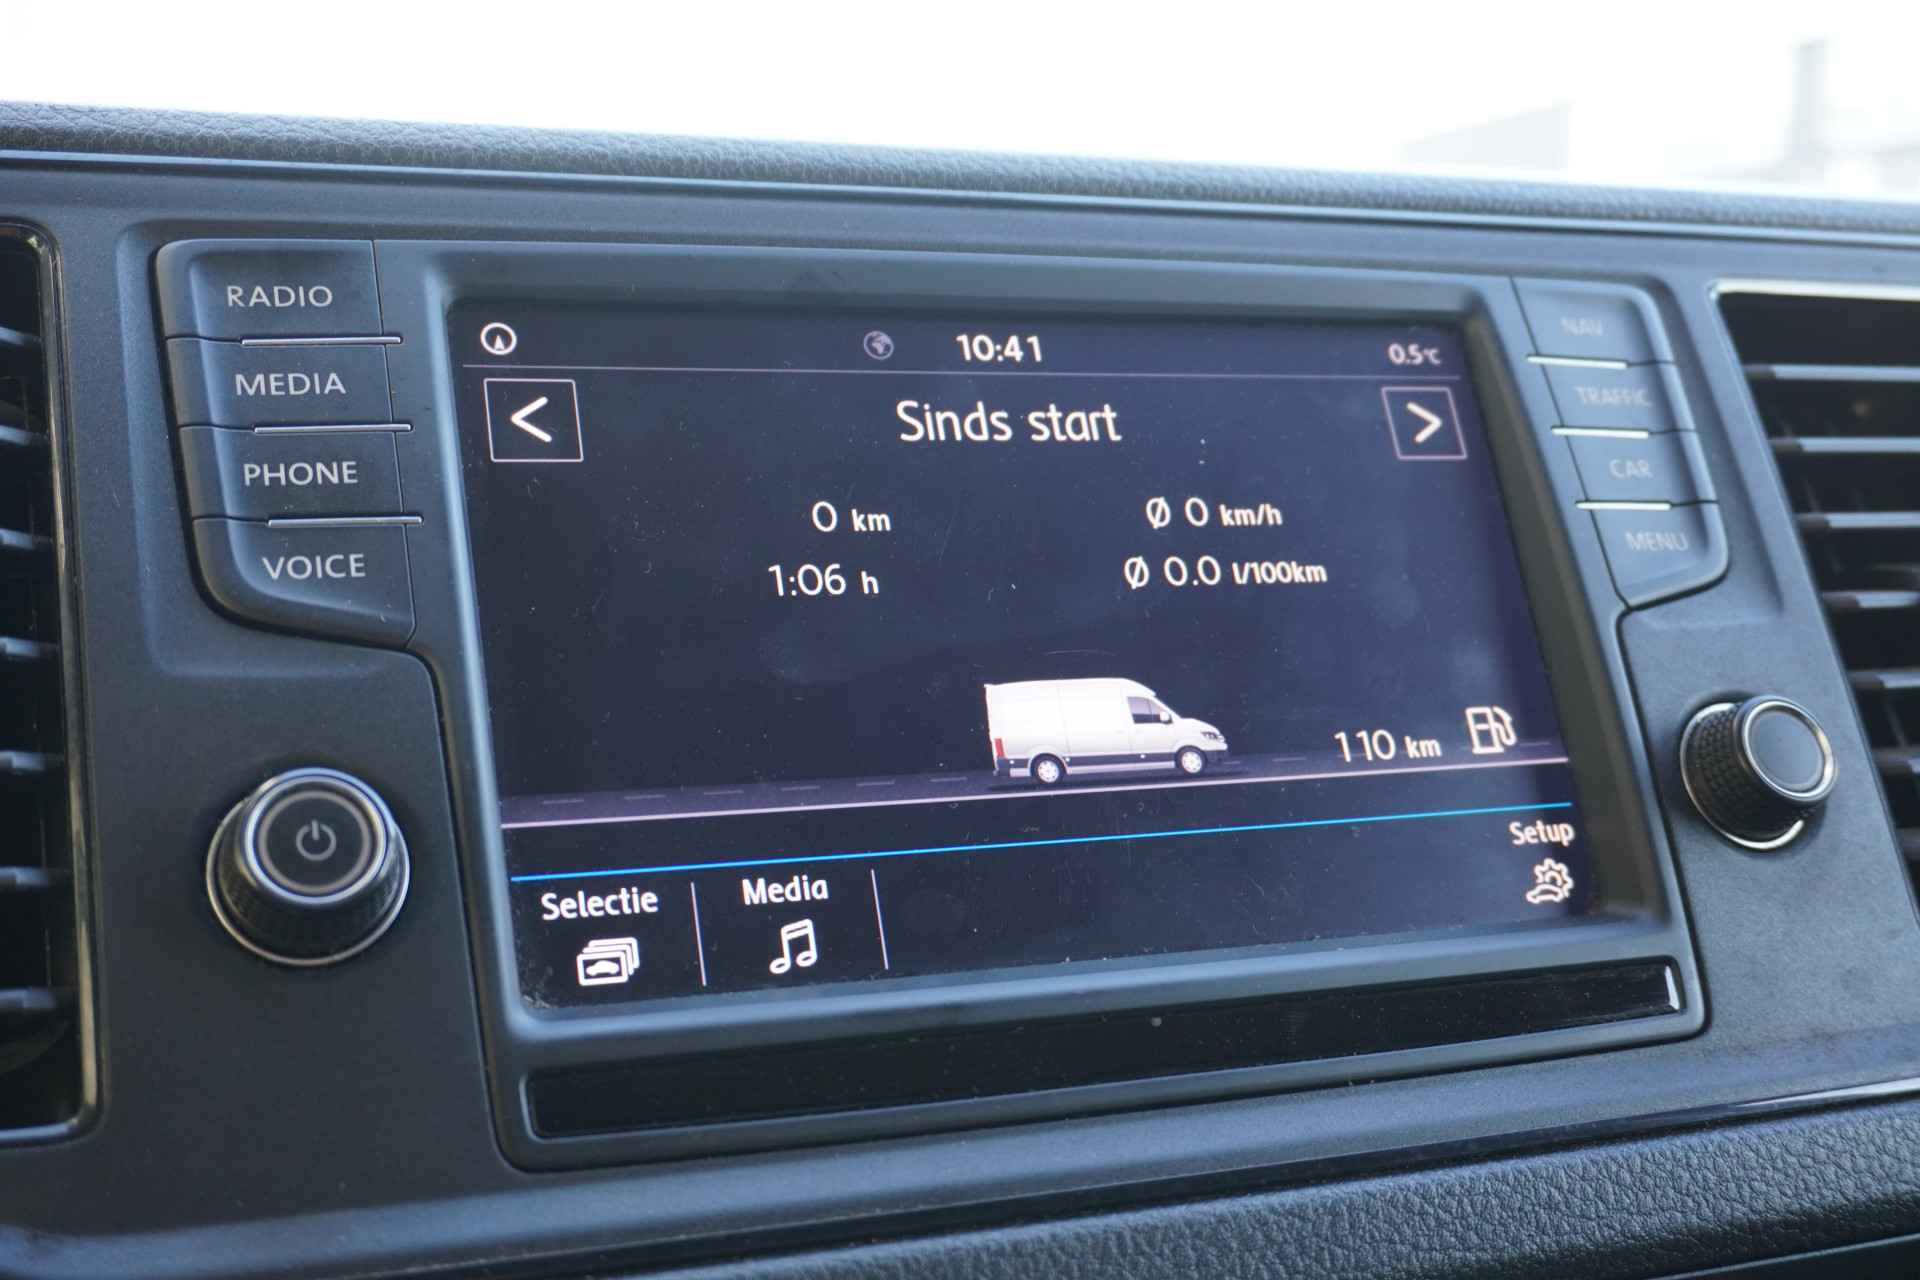 RADIO
MEDIA
PHONE
VOICE
10:41
0.5°C
< Sinds start >
0 km
Ø 0 km/h
1:06 h
Ø 0.0 l/100km
110 km
Selectie
Media
Setup
NAV
TRAFFIC
CAR
MENU